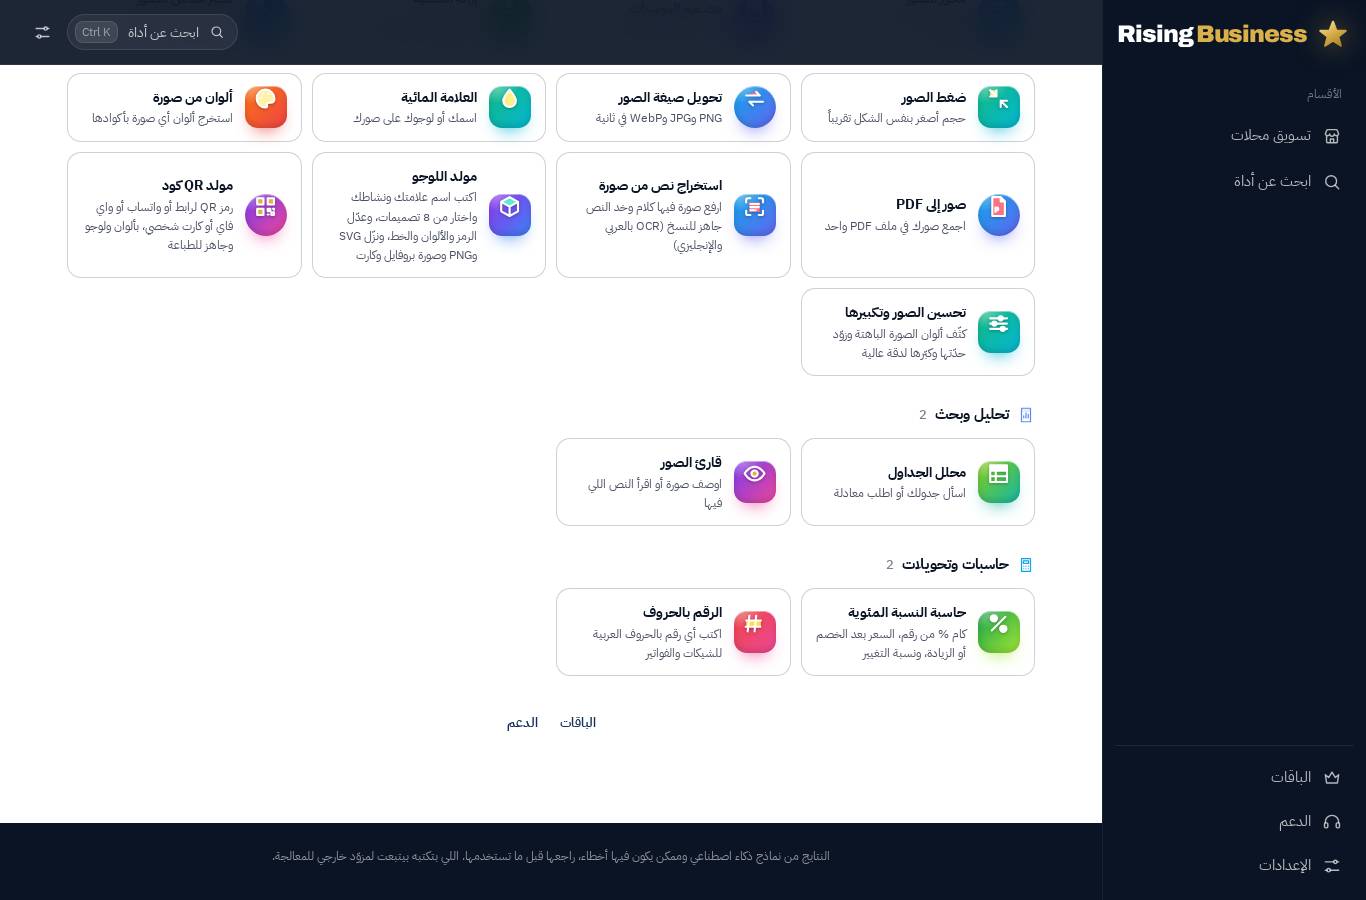 RisingBusiness
الأقسام
تسويق محلات
ابحث عن أداة
الباقات
الدعم
الإعدادات
ابحث عن أداة
Ctrl K
ضغط الصور
حجم أصغر بنفس الشكل تقريباً
تحويل صيغة الصور
PNG وJPG وWebP في ثانية
العلامة المائية
اسمك أو لوجوك على صورك
ألوان من صورة
استخرج ألوان أي صورة بأكوادها
صور إلى PDF
اجمع صورك في ملف PDF واحد
استخراج نص من صورة
ارفع صورة فيها كلام وخد النص
جاهز للنسخ (OCR بالعربي
والإنجليزي)
مولد اللوجو
اكتب اسم علامتك ونشاطك
واختار من 8 تصميمات، وعدّل
الرمز والألوان والخط، ونزّل SVG
وPNG وصورة بروفايل وكارت
مولد QR كود
رمز QR لرابط أو واتساب أو واي
فاي أو كارت شخصي، بألوان ولوجو
وجاهز للطباعة
تحسين الصور وتكبيرها
كثّف ألوان الصورة الباهتة وزوّد
حدّتها وكبّرها لدقة عالية
تحليل وبحث 2
محلل الجداول
اسأل جدولك أو اطلب معادلة
قارئ الصور
اوصف صورة أو اقرأ النص اللي
فيها
حاسبات وتحويلات 2
حاسبة النسبة المئوية
كام % من رقم، السعر بعد الخصم
أو الزيادة، ونسبة التغيير
الرقم بالحروف
اكتب أي رقم بالحروف العربية
للشيكات والفواتير
الباقات
الدعم
النتايج من نماذج ذكاء اصطناعي وممكن يكون فيها أخطاء، راجعها قبل ما تستخدمها. اللي بتكتبه بيتبعت لمزوّد خارجي للمعالجة.